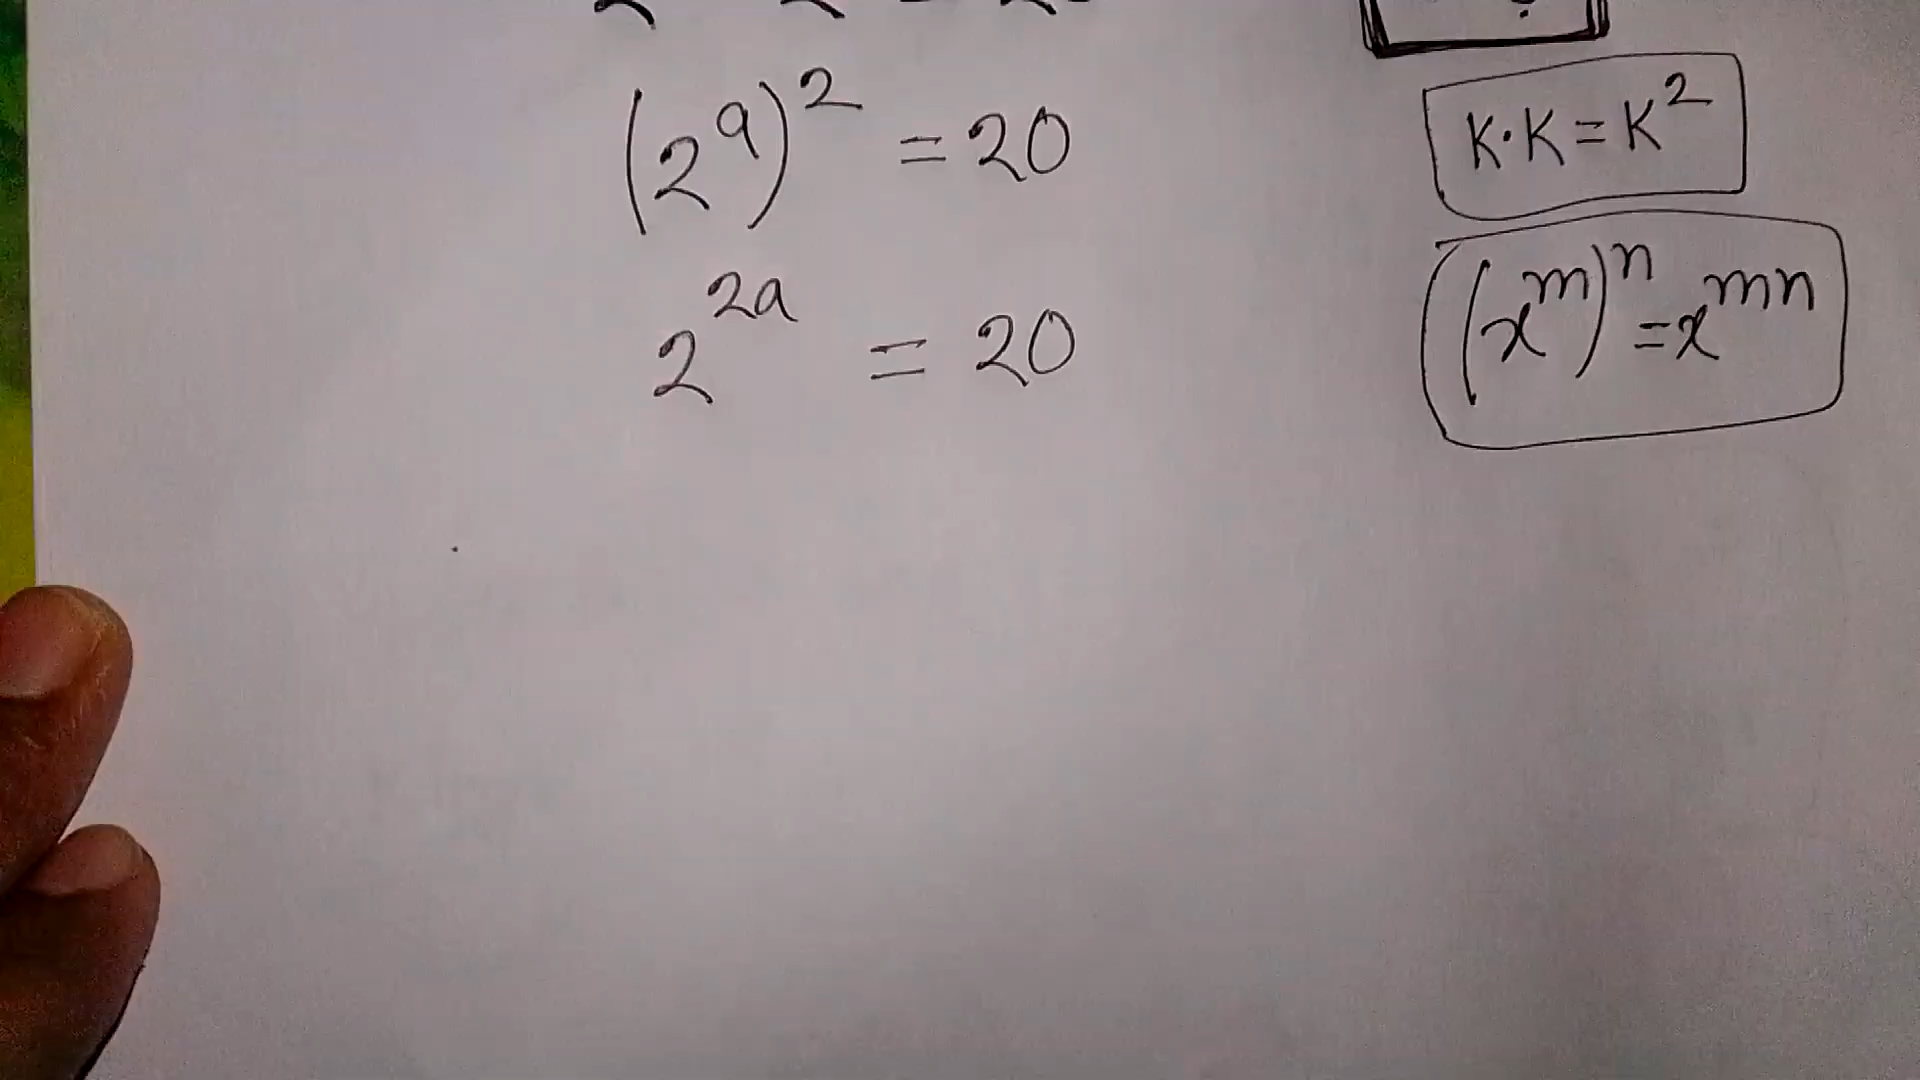 (2^a)^2 = 20
2^2a = 20
K·K=K^2
(x^m)^n=x^mn